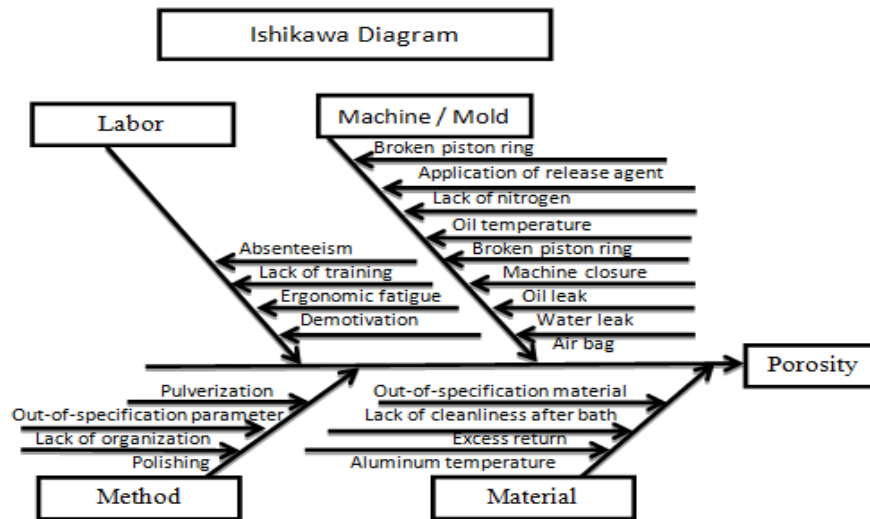 Ishikawa Diagram
Labor
Machine / Mold
Broken piston ring
Application of release agent
Lack of nitrogen
Oil temperature
Broken piston ring
Machine closure
Oil leak
Water leak
Air bag
Absenteeism
Lack of training
Ergonomic fatigue
Demotivation
Porosity
Pulverization
Out-of-specification parameter
Lack of organization
Polishing
Method
Out-of-specification material
Lack of cleanliness after bath
Excess return
Aluminum temperature
Material